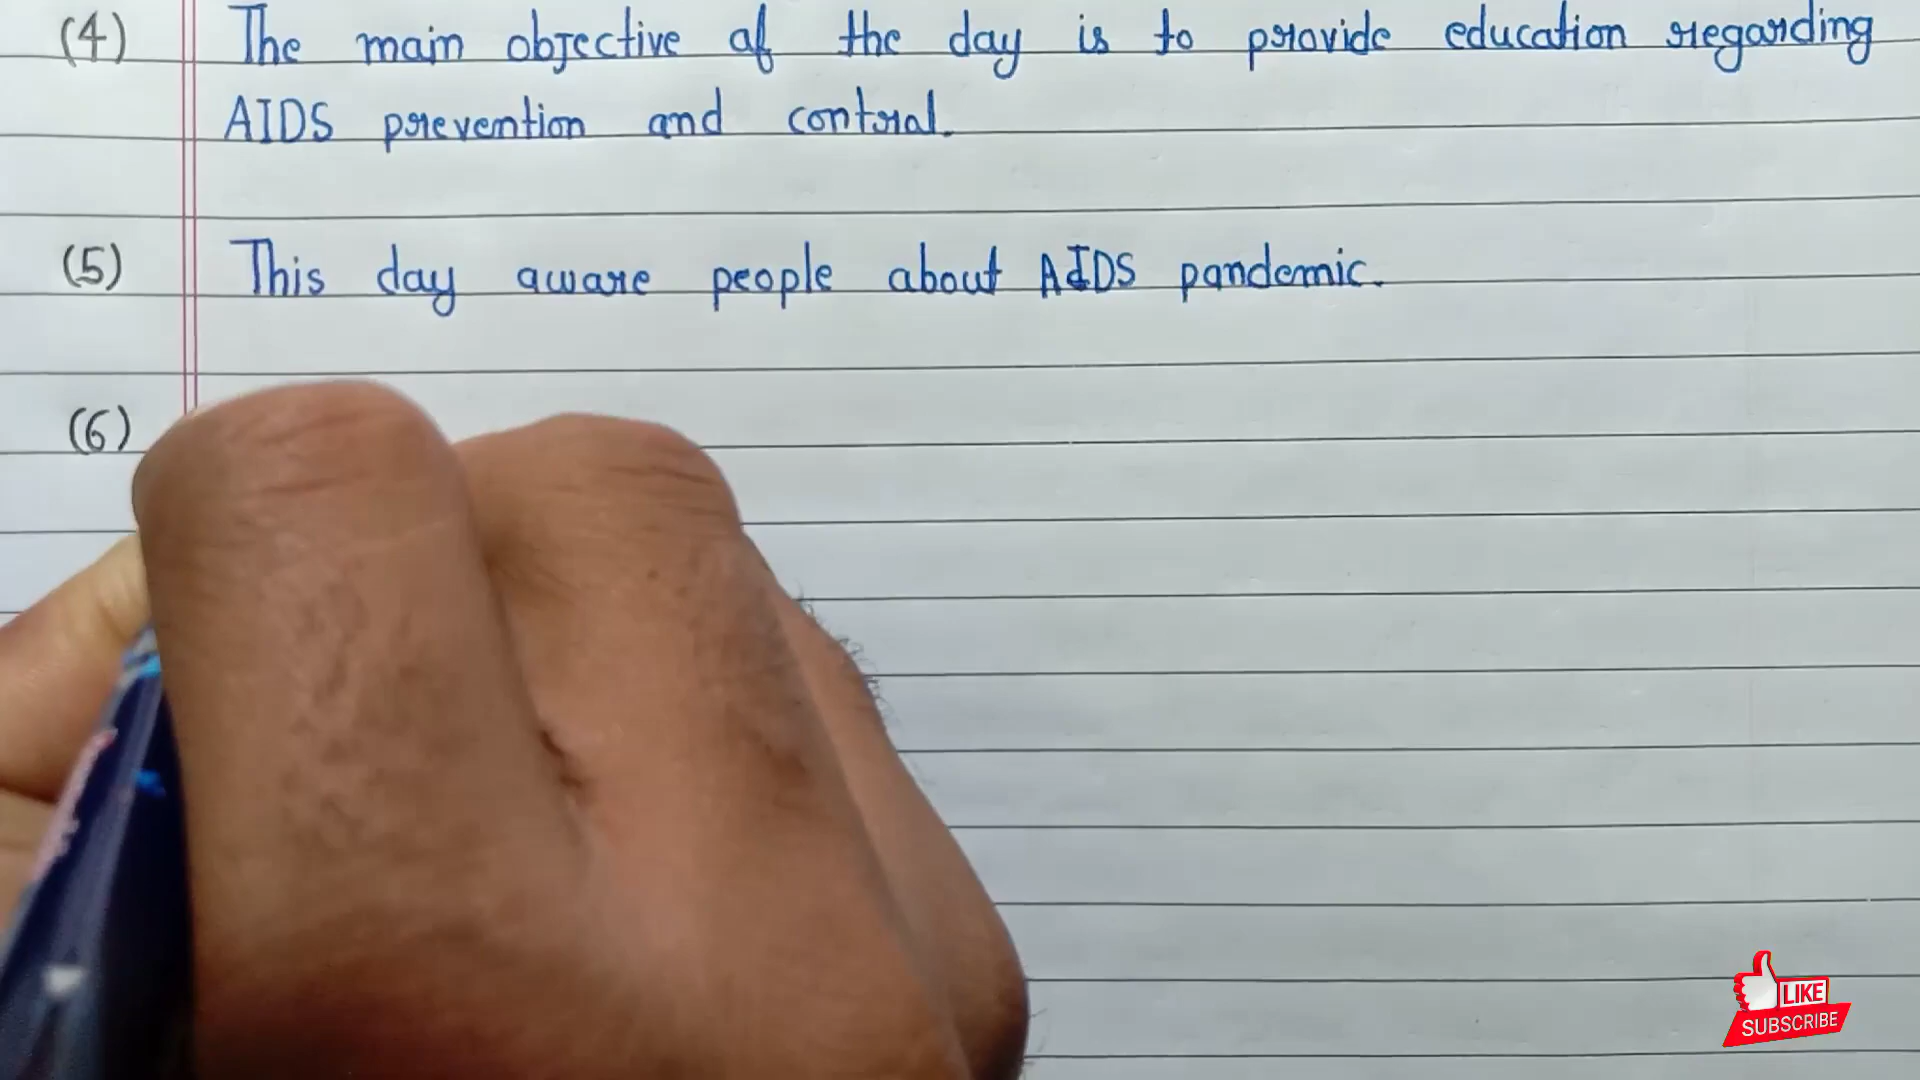 (4) The main objective of the day is to provide education regarding
AIDS prevention and control.
(5) This day aware people about AIDS pandemic.
(6)
LIKE
SUBSCRIBE